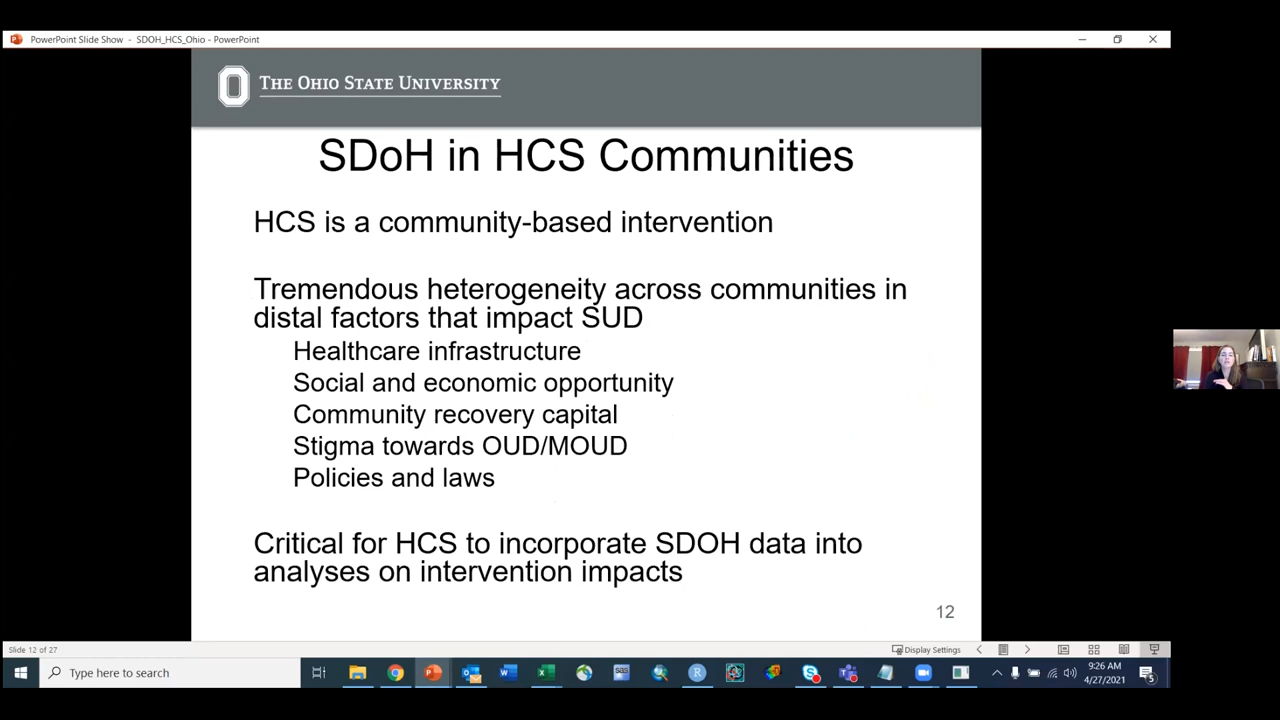 PowerPoint Slide Show - SDOH_HCS_Ohio - PowerPoint
THE OHIO STATE UNIVERSITY
SDoH in HCS Communities
HCS is a community-based intervention
Tremendous heterogeneity across communities in
distal factors that impact SUD
Healthcare infrastructure
Social and economic opportunity
Community recovery capital
Stigma towards OUD/MOUD
Policies and laws
Critical for HCS to incorporate SDOH data into
analyses on intervention impacts
12
Slide 12 of 27
Display Settings
Type here to search
9:26 AM
4/27/2021
5